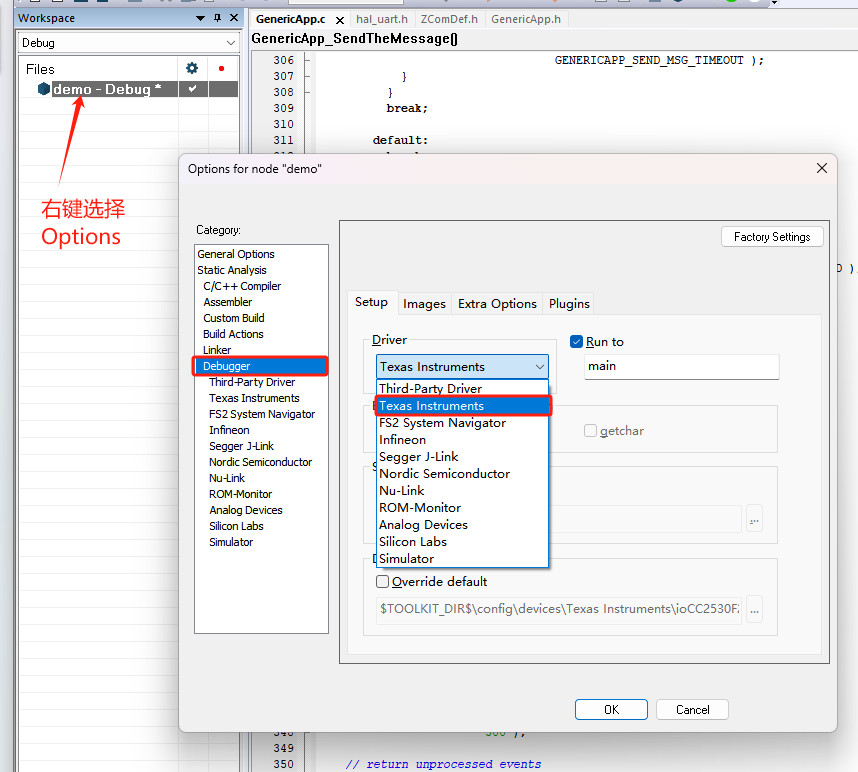 Workspace
Debug
Files
demo - Debug *
右键选择
Options
GenericApp.c
hal_uart.h
ZComDef.h
GenericApp.h
GenericApp_SendTheMessage()
306 GENERICAPP_SEND_MSG_TIMEOUT );
307 }
308 }
309 break;
310
311 default:
Options for node "demo"
Category:
General Options
Static Analysis
C/C++ Compiler
Assembler
Custom Build
Build Actions
Linker
Debugger
Third-Party Driver
Texas Instruments
FS2 System Navigator
Infineon
Segger J-Link
Nordic Semiconductor
Nu-Link
ROM-Monitor
Analog Devices
Silicon Labs
Simulator
Factory Settings
Setup Images Extra Options Plugins
Driver
Texas Instruments
Third-Party Driver
Texas Instruments
FS2 System Navigator
Infineon
Segger J-Link
Nordic Semiconductor
Nu-Link
ROM-Monitor
Analog Devices
Silicon Labs
Simulator
Run to
main
getchar
...
Override default
$TOOLKIT_DIR$\config\devices\Texas Instruments\ioCC2530F
...
OK
Cancel
349
350 // return unprocessed events